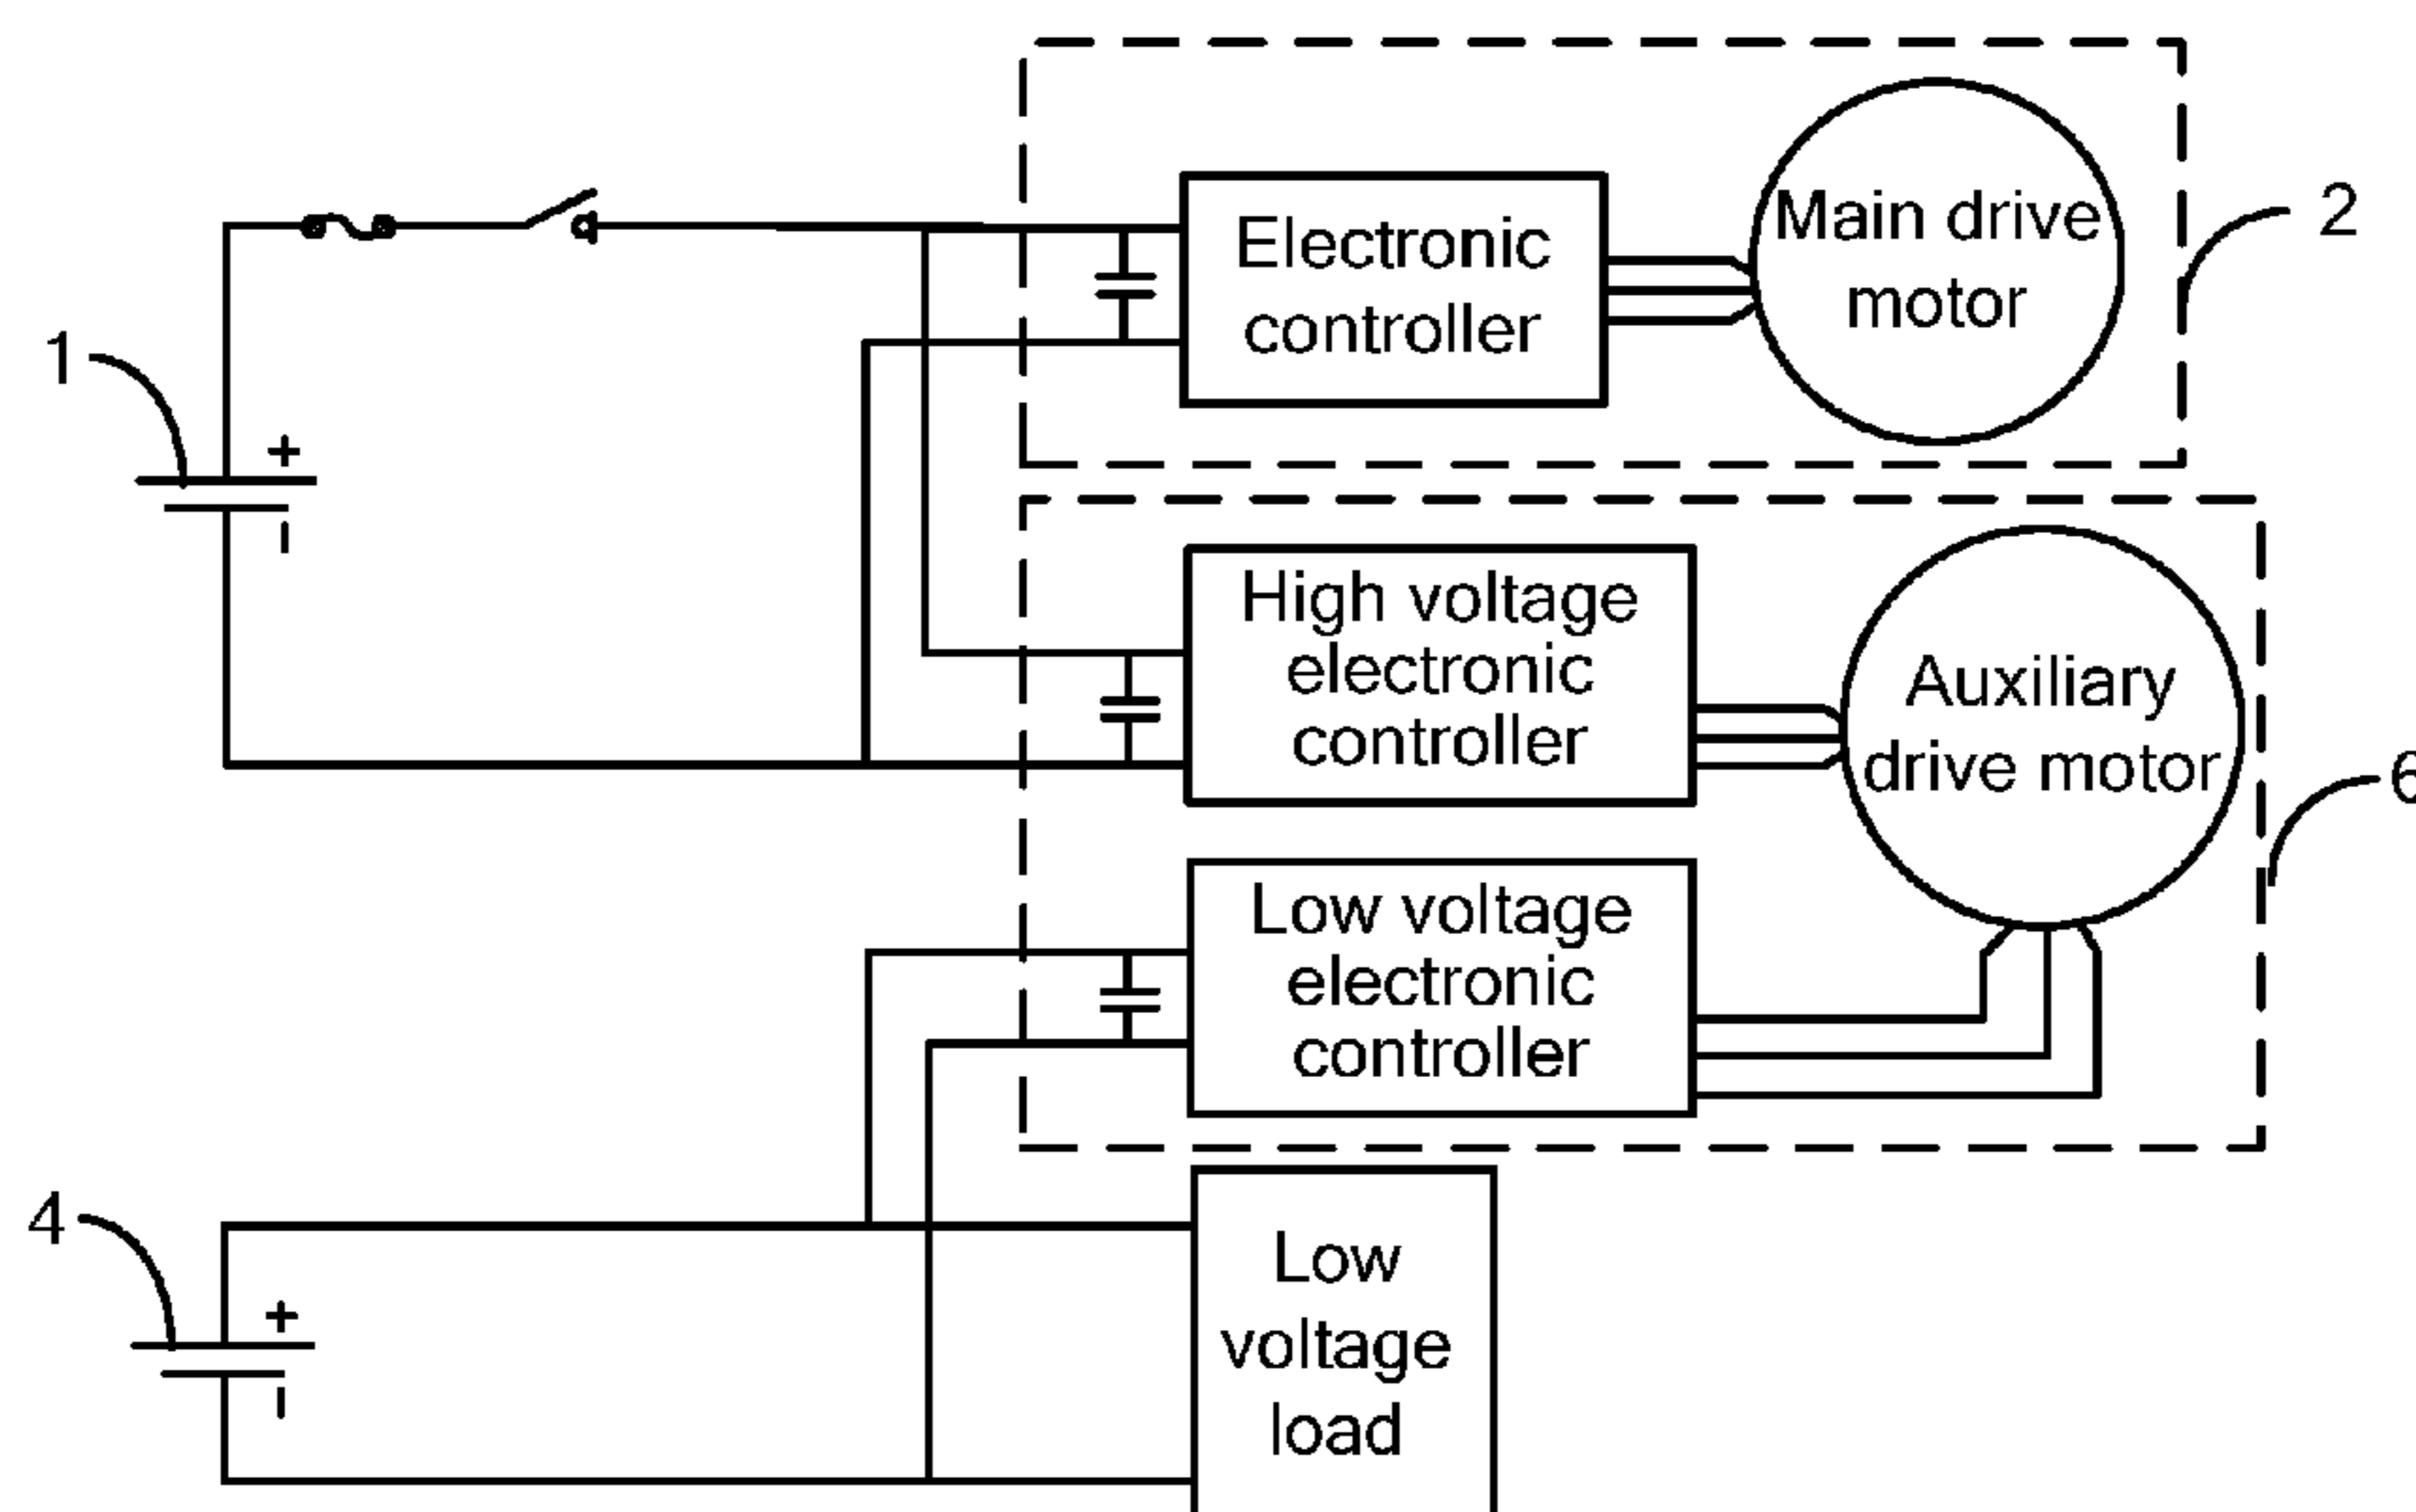 Main drive
motor
2
Electronic
controller
1
+
High voltage
electronic
controller
Auxiliary
drive motor
6
Low voltage
electronic
controller
4
+
Low
voltage
load